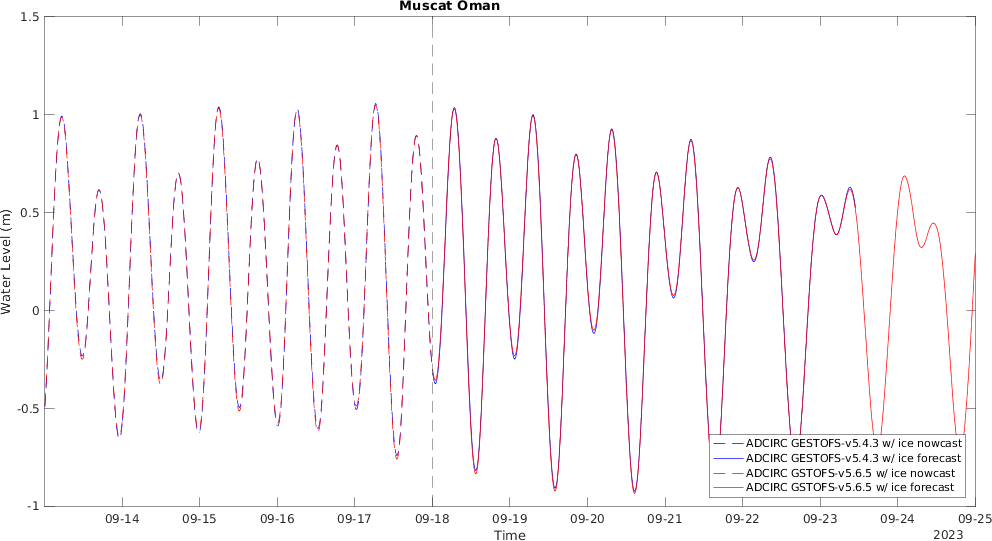 Muscat Oman
1.5
1
0.5
0
-0.5
-1
Water Level (m)
ADCIRC GESTOFS-v5.4.3 w/ ice nowcast
ADCIRC GESTOFS-v5.4.3 w/ ice forecast
ADCIRC GSTOFS-v5.6.5 w/ ice nowcast
ADCIRC GSTOFS-v5.6.5 w/ ice forecast
09-14 09-15 09-16 09-17 09-18 09-19 09-20 09-21 09-22 09-23 09-24 09-25
Time
2023